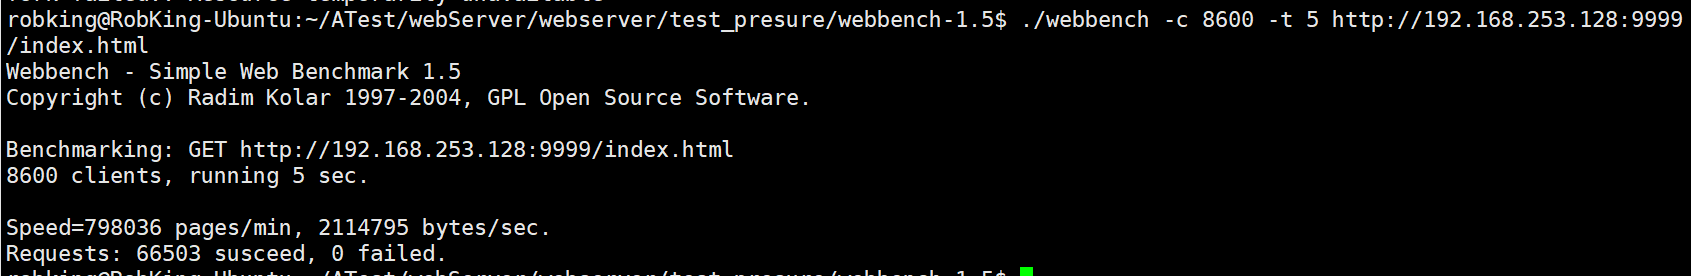 robking@RobKing-Ubuntu:~/ATest/webServer/webserver/test_presure/webbench-1.5$ ./webbench -c 8600 -t 5 http://192.168.253.128:9999
/index.html
Webbench - Simple Web Benchmark 1.5
Copyright (c) Radim Kolar 1997-2004, GPL Open Source Software.

Benchmarking: GET http://192.168.253.128:9999/index.html
8600 clients, running 5 sec.

Speed=798036 pages/min, 2114795 bytes/sec.
Requests: 66503 susceed, 0 failed.
robking@RobKing-Ubuntu:~/ATest/webServer/webserver/test_presure/webbench-1.5$